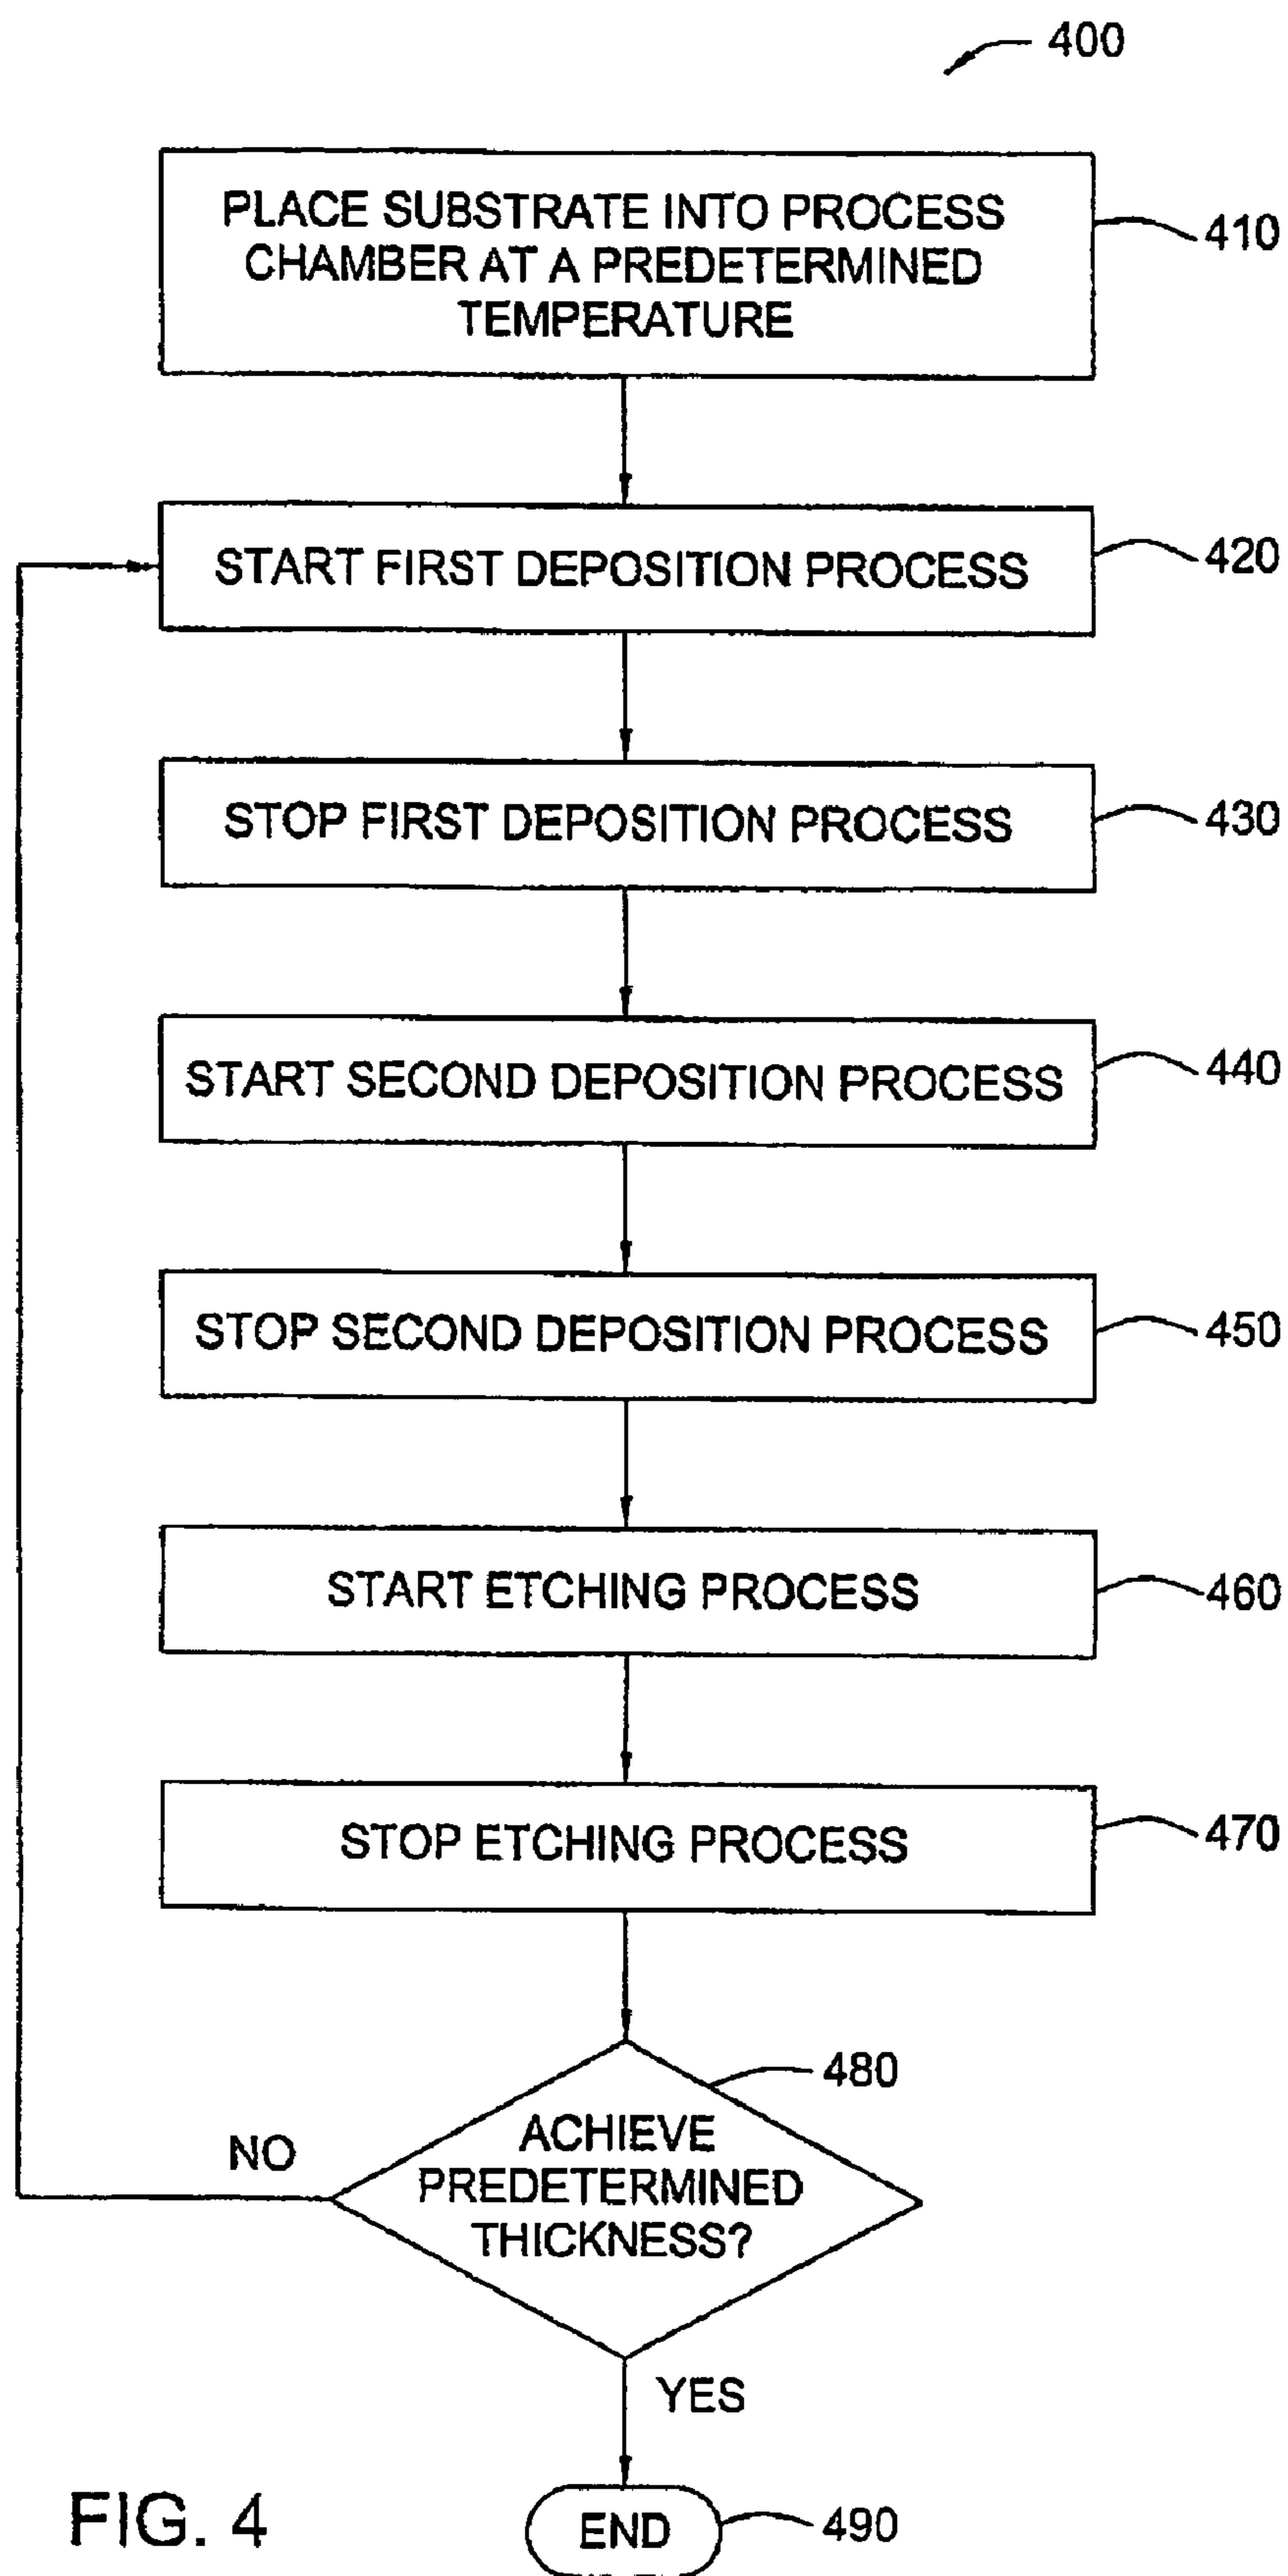 400
PLACE SUBSTRATE INTO PROCESS
CHAMBER AT A PREDETERMINED
TEMPERATURE
410
START FIRST DEPOSITION PROCESS
420
STOP FIRST DEPOSITION PROCESS
430
START SECOND DEPOSITION PROCESS
440
STOP SECOND DEPOSITION PROCESS
450
START ETCHING PROCESS
460
STOP ETCHING PROCESS
470
480
ACHIEVE
PREDETERMINED
THICKNESS?
NO
YES
END
490
FIG. 4